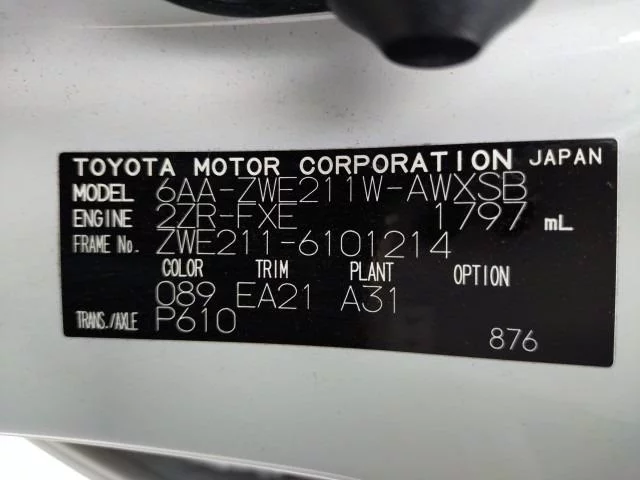 TOYOTA MOTOR CORPORATION JAPAN
MODEL 6AA-ZWE211W-AWXSB
ENGINE 2ZR-FXE 1797 mL
FRAME No. ZWE211-6101214
COLOR TRIM PLANT OPTION
089 EA21 A31
TRANS./AXLE P610
876